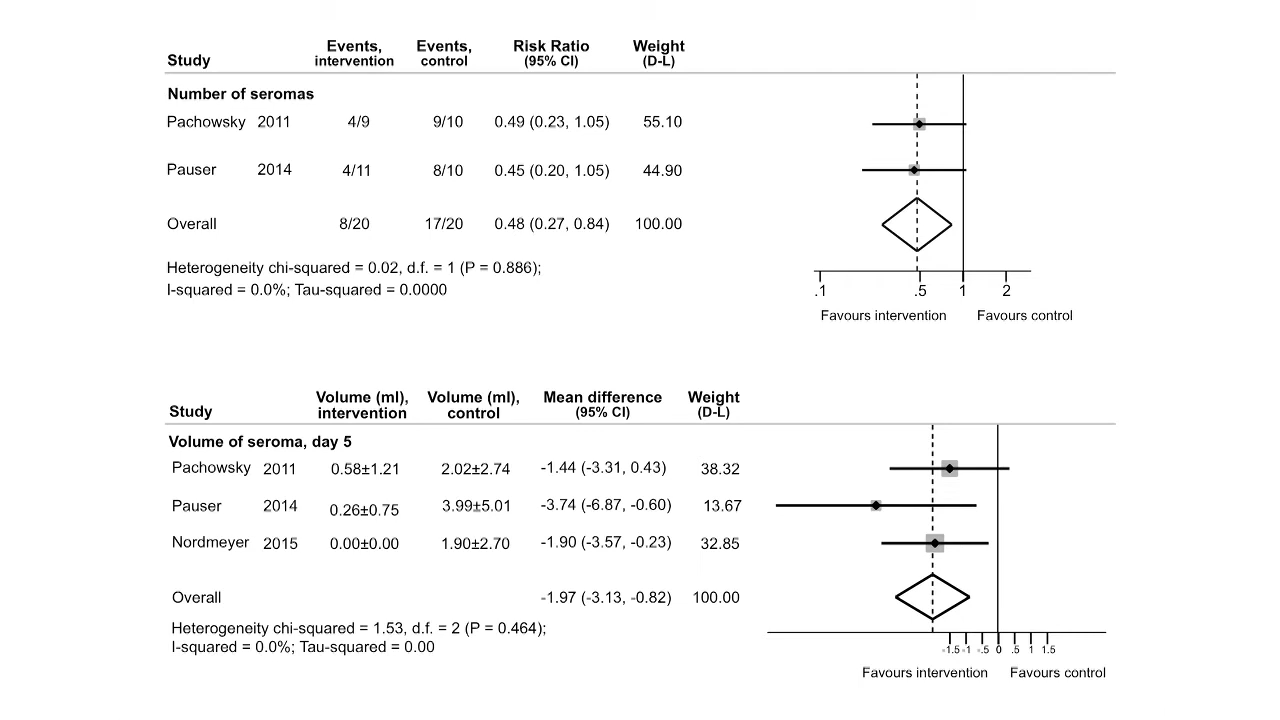 Study Events, intervention Events, control Risk Ratio (95% CI) Weight (D-L)
Number of seromas
Pachowsky 2011 4/9 9/10 0.49 (0.23, 1.05) 55.10
Pauser 2014 4/11 8/10 0.45 (0.20, 1.05) 44.90
Overall 8/20 17/20 0.48 (0.27, 0.84) 100.00
Heterogeneity chi-squared = 0.02, d.f. = 1 (P = 0.886);
I-squared = 0.0%; Tau-squared = 0.0000
.1 .5 1 2
Favours intervention Favours control
Study Volume (ml), intervention Volume (ml), control Mean difference (95% CI) Weight (D-L)
Volume of seroma, day 5
Pachowsky 2011 0.58±1.21 2.02±2.74 -1.44 (-3.31, 0.43) 38.32
Pauser 2014 0.26±0.75 3.99±5.01 -3.74 (-6.87, -0.60) 13.67
Nordmeyer 2015 0.00±0.00 1.90±2.70 -1.90 (-3.57, -0.23) 32.85
Overall -1.97 (-3.13, -0.82) 100.00
Heterogeneity chi-squared = 1.53, d.f. = 2 (P = 0.464);
I-squared = 0.0%; Tau-squared = 0.00
-1.5 -1 -.5 0 .5 1 1.5
Favours intervention Favours control